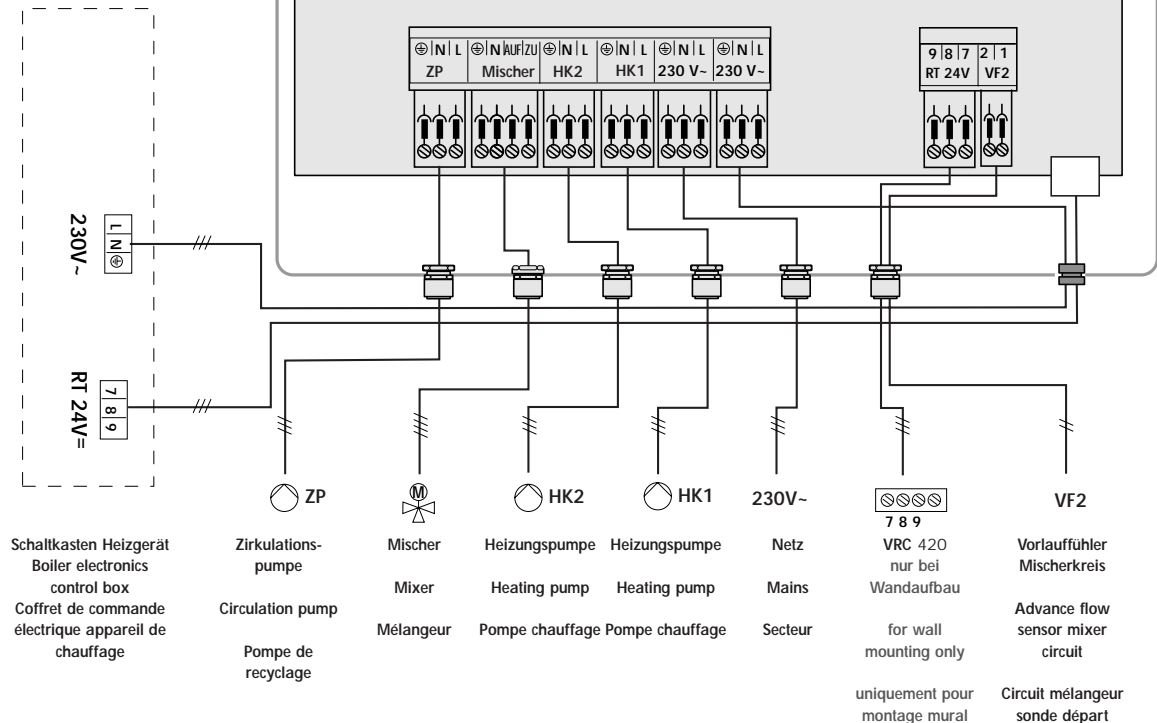 ⏚ N L ⏚ N AUF ZU ⏚ N L ⏚ N L ⏚ N L ⏚ N L
ZP Mischer HK2 HK1 230 V~ 230 V~
9 8 7 2 1
RT 24V VF2
230V~
L N ⏚
RT 24V=
7 8 9
ZP
M
HK2
HK1
230V~
7 8 9
VF2
Schaltkasten Heizgerät
Boiler electronics
control box
Coffret de commande
électrique appareil de
chauffage
Zirkulations-
pumpe
Circulation pump
Pompe de
recyclage
Mischer
Mixer
Mélangeur
Heizungspumpe
Heating pump
Pompe chauffage
Heizungspumpe
Heating pump
Pompe chauffage
Netz
Mains
Secteur
VRC 420
nur bei
Wandaufbau
for wall
mounting only
uniquement pour
montage mural
Vorlauffühler
Mischerkreis
Advance flow
sensor mixer
circuit
Circuit mélangeur
sonde départ